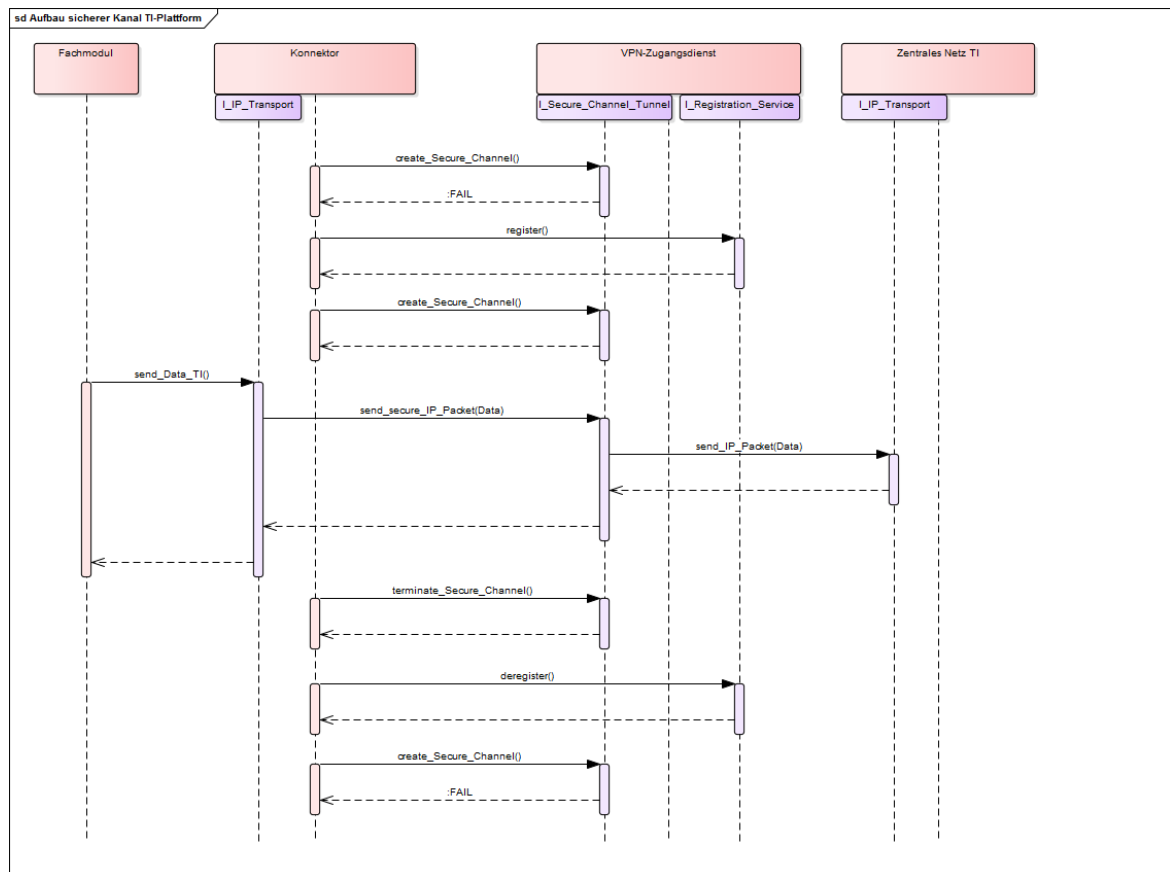 sd Aufbau sicherer Kanal TI-Plattform
Fachmodul
Konnektor
VPN-Zugangsdienst
Zentrales Netz TI
I_IP_Transport
I_Secure_Channel_Tunnel
I_Registration_Service
I_IP_Transport
create_Secure_Channel()
:FAIL
register()
create_Secure_Channel()
send_Data_TI()
send_secure_IP_Packet(Data)
send_IP_Packet(Data)
terminate_Secure_Channel()
deregister()
create_Secure_Channel()
:FAIL